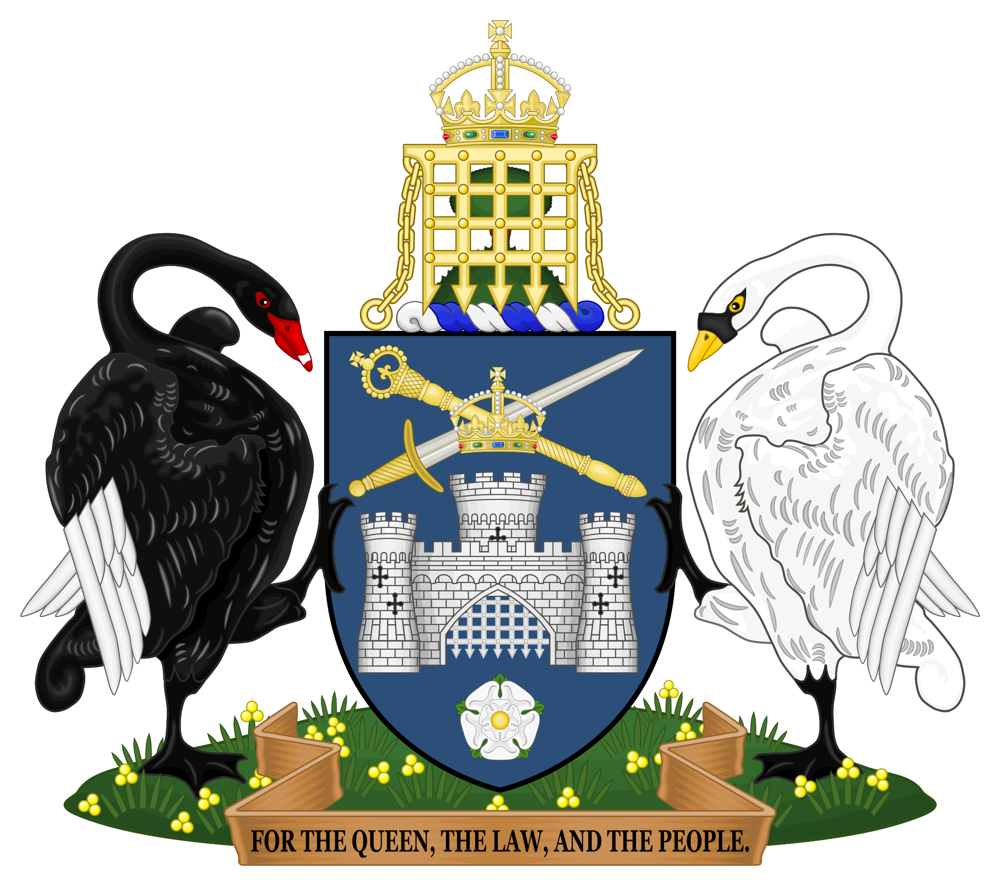 FOR THE QUEEN, THE LAW, AND THE PEOPLE.